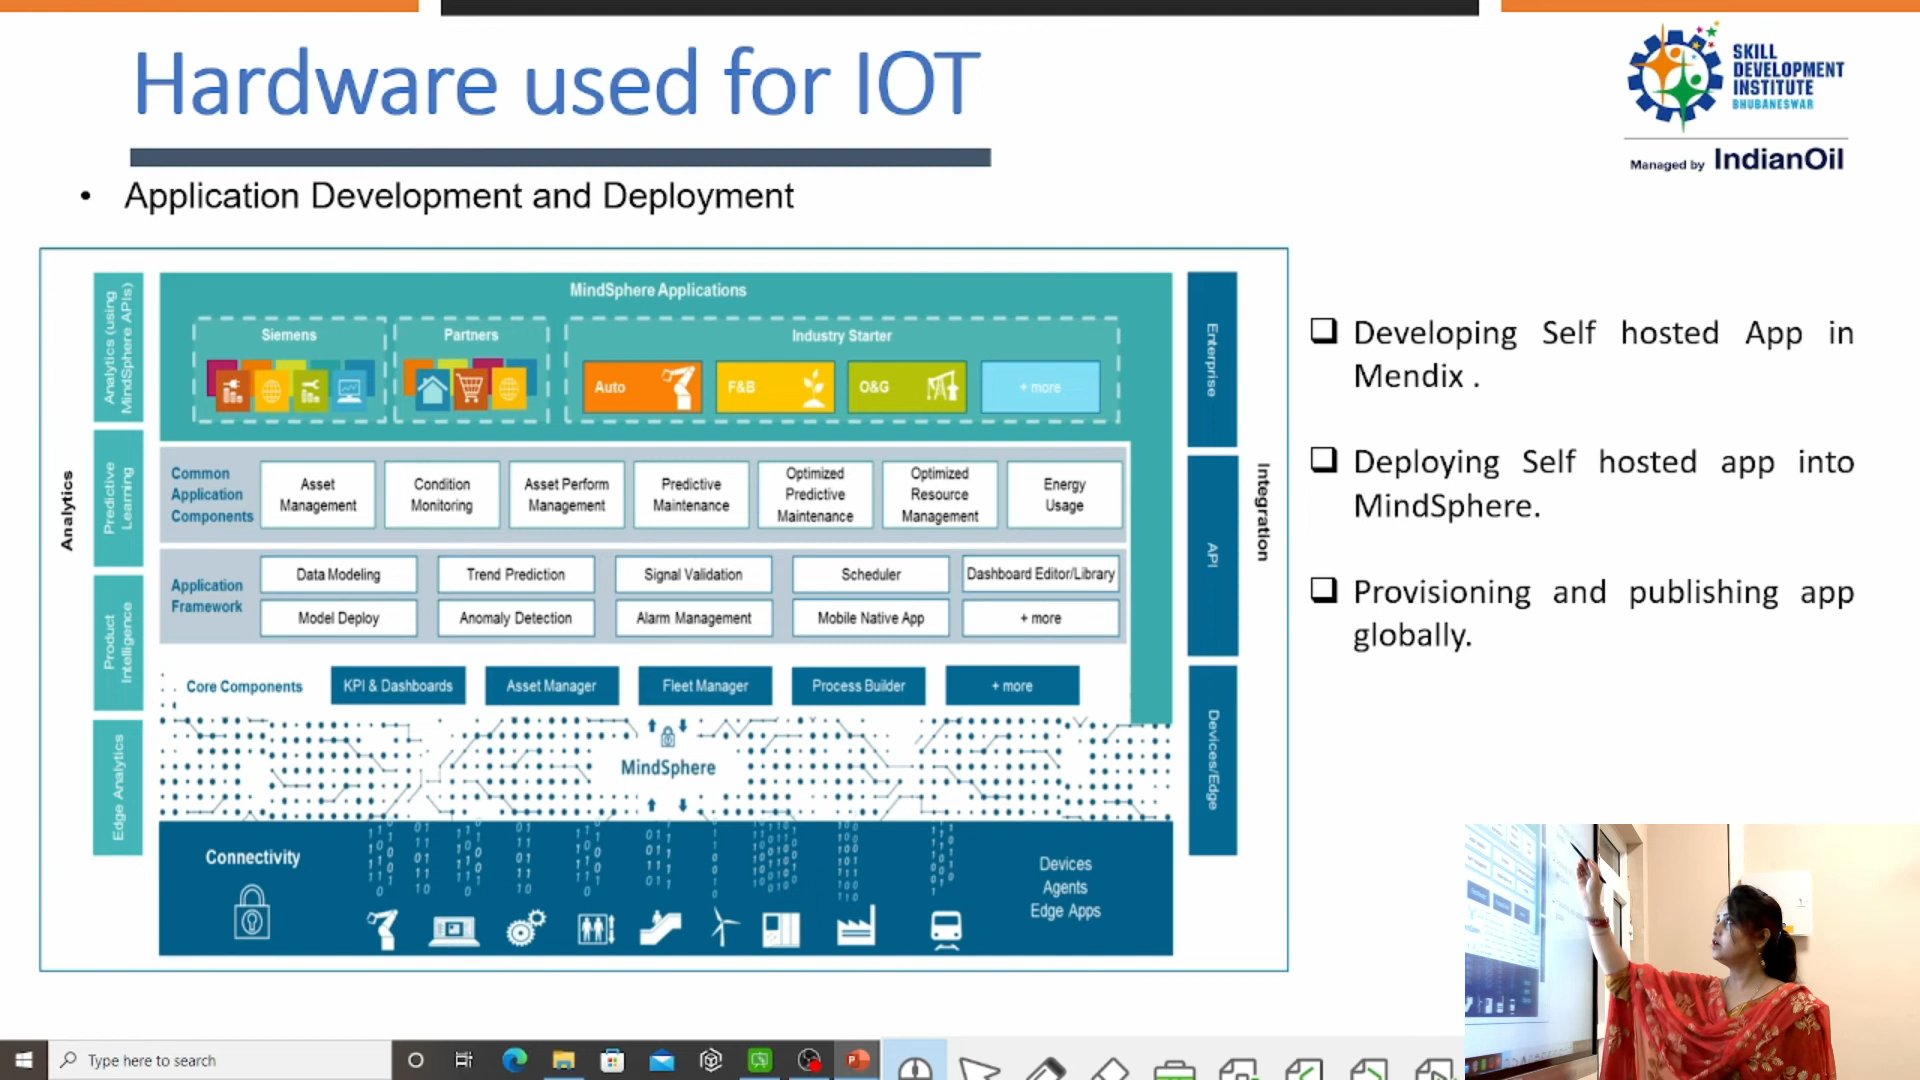 Hardware used for IOT
SKILL
DEVELOPMENT
INSTITUTE
BHUBANESWAR
Managed by IndianOil
• Application Development and Deployment
Analytics
Analytics (using
MindSphere APIs)
Predictive
Learning
Product
Intelligence
Edge Analytics
MindSphere Applications
Siemens
Partners
Industry Starter
Auto
F&B
O&G
+ more
Common
Application
Components
Asset
Management
Condition
Monitoring
Asset Perform
Management
Predictive
Maintenance
Optimized
Predictive
Maintenance
Optimized
Resource
Management
Energy
Usage
Application
Framework
Data Modeling
Trend Prediction
Signal Validation
Scheduler
Dashboard Editor/Library
Model Deploy
Anomaly Detection
Alarm Management
Mobile Native App
+ more
Core Components
KPI & Dashboards
Asset Manager
Fleet Manager
Process Builder
+ more
MindSphere
Connectivity
Devices
Agents
Edge Apps
Enterprise
API
Devices/Edge
Integration
Developing Self hosted App in
Mendix .
Deploying Self hosted app into
MindSphere.
Provisioning and publishing app
globally.
Type here to search